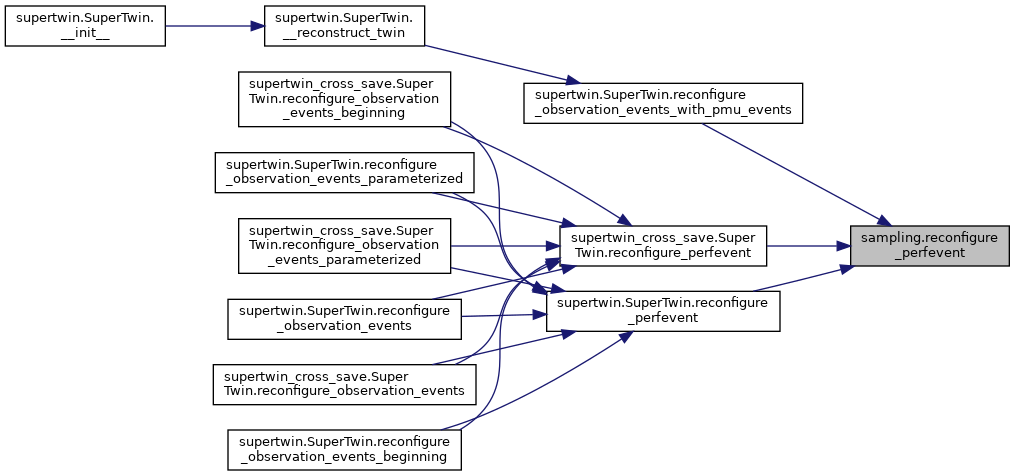 supertwin.SuperTwin.
__init__
supertwin.SuperTwin.
__reconstruct_twin
supertwin_cross_save.Super
Twin.reconfigure_observation
_events_beginning
supertwin.SuperTwin.reconfigure
_observation_events_with_pmu_events
supertwin.SuperTwin.reconfigure
_observation_events_parameterized
supertwin_cross_save.Super
Twin.reconfigure_observation
_events_parameterized
supertwin_cross_save.Super
Twin.reconfigure_perfevent
sampling.reconfigure
_perfevent
supertwin.SuperTwin.reconfigure
_observation_events
supertwin.SuperTwin.reconfigure
_perfevent
supertwin_cross_save.Super
Twin.reconfigure_observation_events
supertwin.SuperTwin.reconfigure
_observation_events_beginning